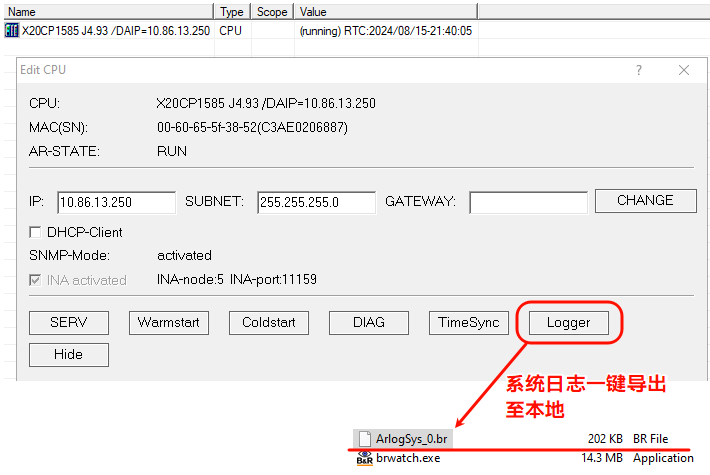 Name Type Scope Value
X20CP1585 J4.93 /DAIP=10.86.13.250 CPU (running) RTC:2024/08/15-21:40:05
Edit CPU
CPU: X20CP1585 J4.93 /DAIP=10.86.13.250
MAC(SN): 00-60-65-5f-38-52(C3AE0206887)
AR-STATE: RUN
IP: 10.86.13.250 SUBNET: 255.255.255.0 GATEWAY: CHANGE
DHCP-Client
SNMP-Mode: activated
INA activated INA-node:5 INA-port:11159
SERV Warmstart Coldstart DIAG TimeSync Logger
Hide
系统日志一键导出
至本地
ArlogSys_0.br 202 KB BR File
B&R brwatch.exe 14.3 MB Application